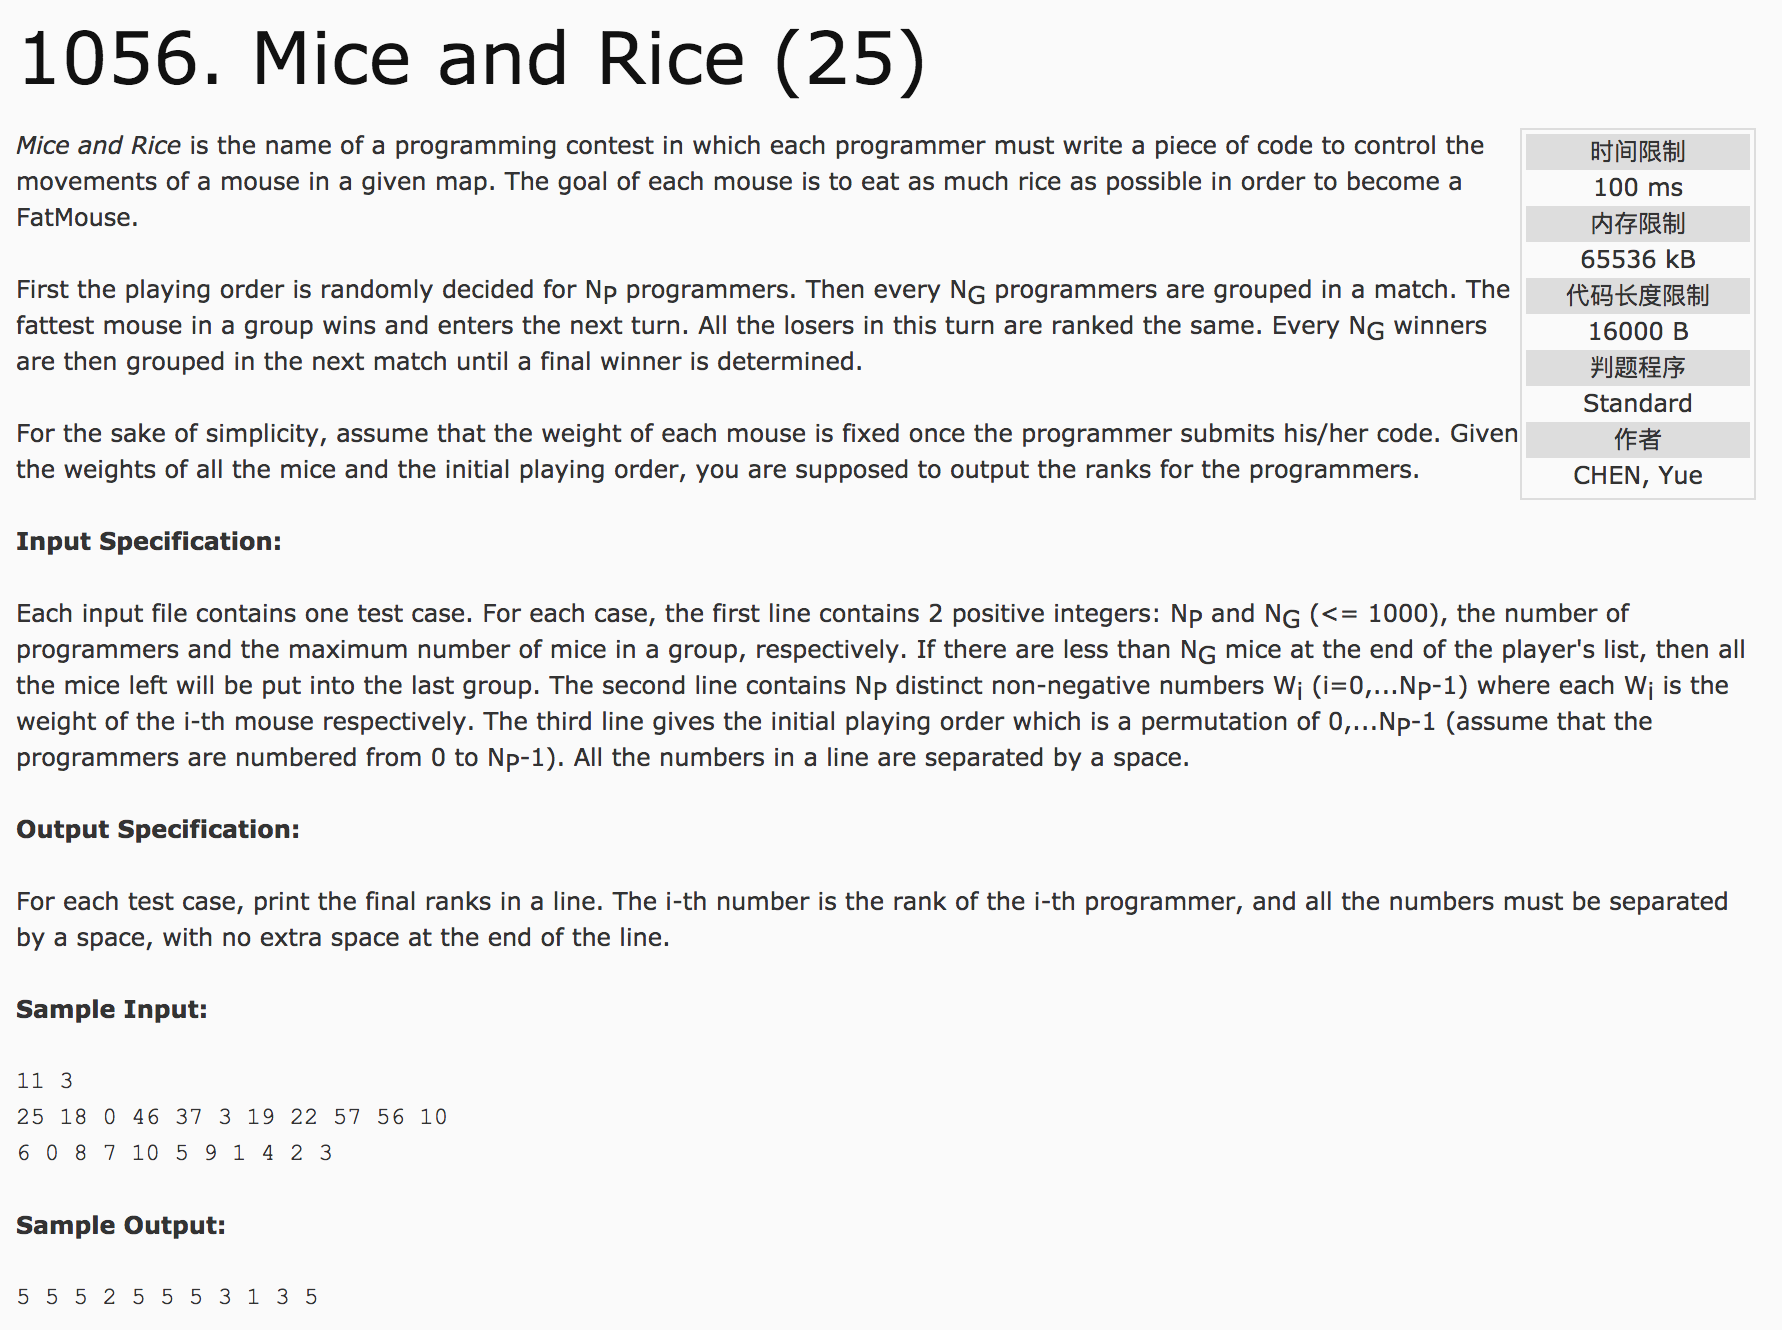 1056. Mice and Rice (25)
Mice and Rice is the name of a programming contest in which each programmer must write a piece of code to control the
movements of a mouse in a given map. The goal of each mouse is to eat as much rice as possible in order to become a
FatMouse.
First the playing order is randomly decided for NP programmers. Then every NG programmers are grouped in a match. The
fattest mouse in a group wins and enters the next turn. All the losers in this turn are ranked the same. Every NG winners
are then grouped in the next match until a final winner is determined.
For the sake of simplicity, assume that the weight of each mouse is fixed once the programmer submits his/her code. Given
the weights of all the mice and the initial playing order, you are supposed to output the ranks for the programmers.
时间限制
100 ms
内存限制
65536 kB
代码长度限制
16000 B
判题程序
Standard
作者
CHEN, Yue
Input Specification:
Each input file contains one test case. For each case, the first line contains 2 positive integers: NP and NG (<= 1000), the number of
programmers and the maximum number of mice in a group, respectively. If there are less than NG mice at the end of the player's list, then all
the mice left will be put into the last group. The second line contains NP distinct non-negative numbers Wi (i=0,...NP-1) where each Wi is the
weight of the i-th mouse respectively. The third line gives the initial playing order which is a permutation of 0,...NP-1 (assume that the
programmers are numbered from 0 to NP-1). All the numbers in a line are separated by a space.
Output Specification:
For each test case, print the final ranks in a line. The i-th number is the rank of the i-th programmer, and all the numbers must be separated
by a space, with no extra space at the end of the line.
Sample Input:
11 3
25 18 0 46 37 3 19 22 57 56 10
6 0 8 7 10 5 9 1 4 2 3
Sample Output:
5 5 5 2 5 5 5 3 1 3 5